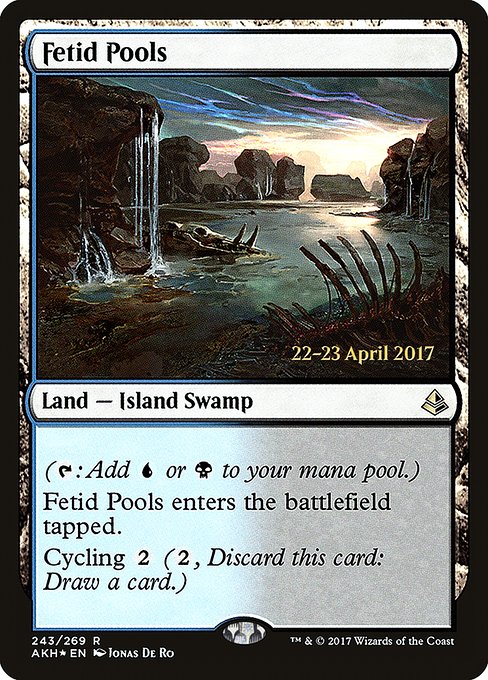 Fetid Pools
22–23 April 2017
Land — Island Swamp
( : Add or to your mana pool.)
Fetid Pools enters the battlefield
tapped.
Cycling 2 (2, Discard this card:
Draw a card.)
243/269 R
AKH★EN Jonas De Ro
™ & © 2017 Wizards of the Coast